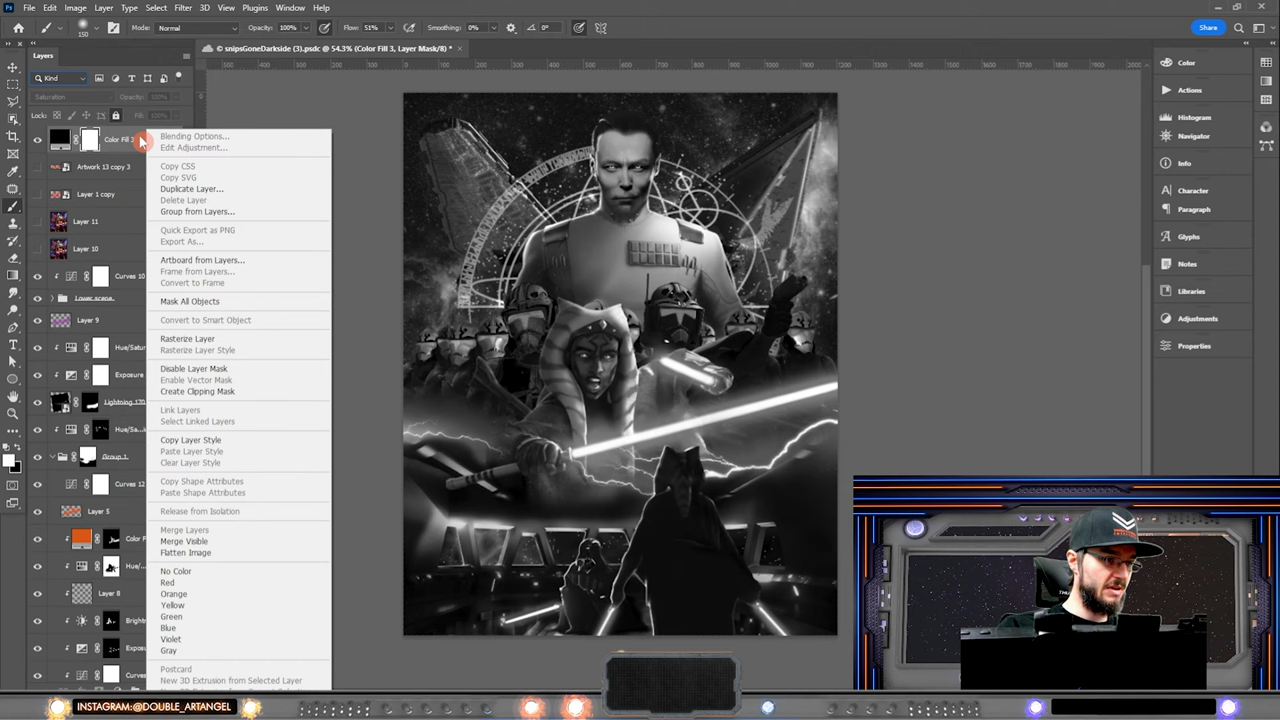 Ps File Edit Image Layer Type Select Filter 3D View Plugins Window Help
150 Mode: Normal Opacity: 100% Flow: 51% Smoothing: 0% 0° Share
Layers
© snipsGoneDarkside (3).psdc @ 54.3% (Color Fill 3, Layer Mask/8) * ×
Kind
Saturation Opacity: 100%
Lock: Fill: 100%
Color Fill 3
Artwork 13 copy 3
Layer 1 copy
Layer 11
Layer 10
Curves 10
Lower scene
Layer 9
Hue/Satur
Exposure
Lightning_170
Hue/Sa...
Group 1
Curves 12
Layer 5
Color F
Hue/
Layer 8
Bright
Expos
Curves
Blending Options...
Edit Adjustment...
Copy CSS
Copy SVG
Duplicate Layer...
Delete Layer
Group from Layers...
Quick Export as PNG
Export As...
Artboard from Layers...
Frame from Layers...
Convert to Frame
Mask All Objects
Convert to Smart Object
Rasterize Layer
Rasterize Layer Style
Disable Layer Mask
Enable Vector Mask
Create Clipping Mask
Link Layers
Select Linked Layers
Copy Layer Style
Paste Layer Style
Clear Layer Style
Copy Shape Attributes
Paste Shape Attributes
Release from Isolation
Merge Layers
Merge Visible
Flatten Image
No Color
Red
Orange
Yellow
Green
Blue
Violet
Gray
Postcard
New 3D Extrusion from Selected Layer
Color
Actions
Histogram
Navigator
Info
Character
Paragraph
Glyphs
Notes
Libraries
Adjustments
Properties
INSTAGRAM:@DOUBLE_ARTANGEL